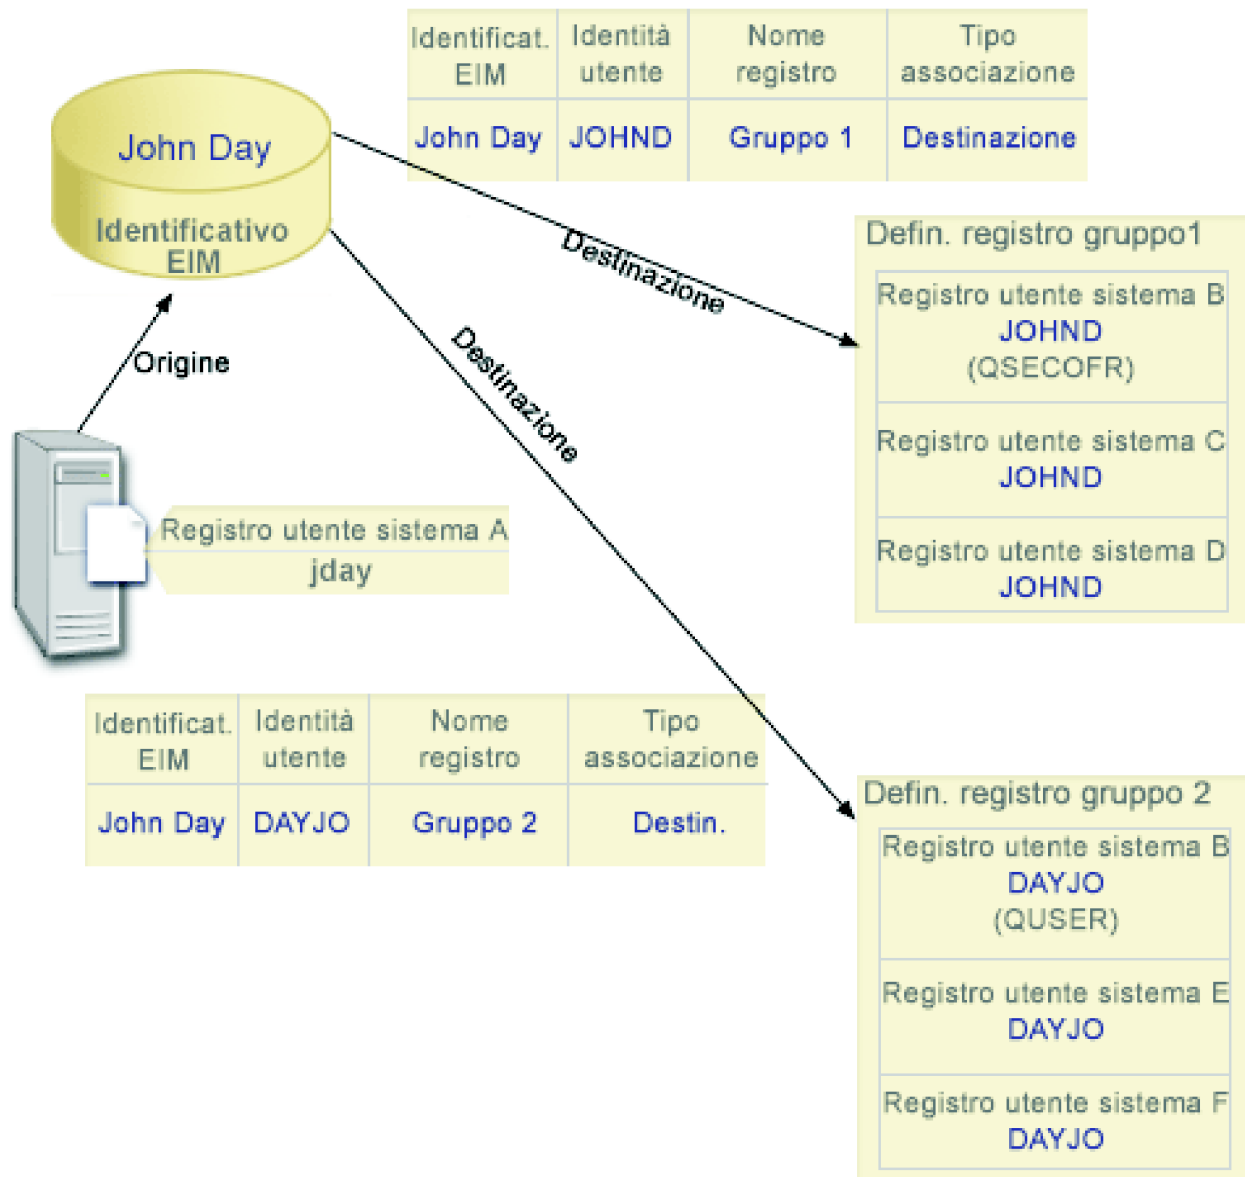 Identificat. EIM
Identità utente
Nome registro
Tipo associazione
John Day
JOHND
Gruppo 1
Destinazione
John Day
Identificativo
EIM
Destinazione
Destinazione
Origine
Registro utente sistema A
jday
Defin. registro gruppo1
Registro utente sistema B
JOHND
(QSECOFR)
Registro utente sistema C
JOHND
Registro utente sistema D
JOHND
Identificat. EIM
Identità utente
Nome registro
Tipo associazione
John Day
DAYJO
Gruppo 2
Destin.
Defin. registro gruppo 2
Registro utente sistema B
DAYJO
(QUSER)
Registro utente sistema E
DAYJO
Registro utente sistema F
DAYJO